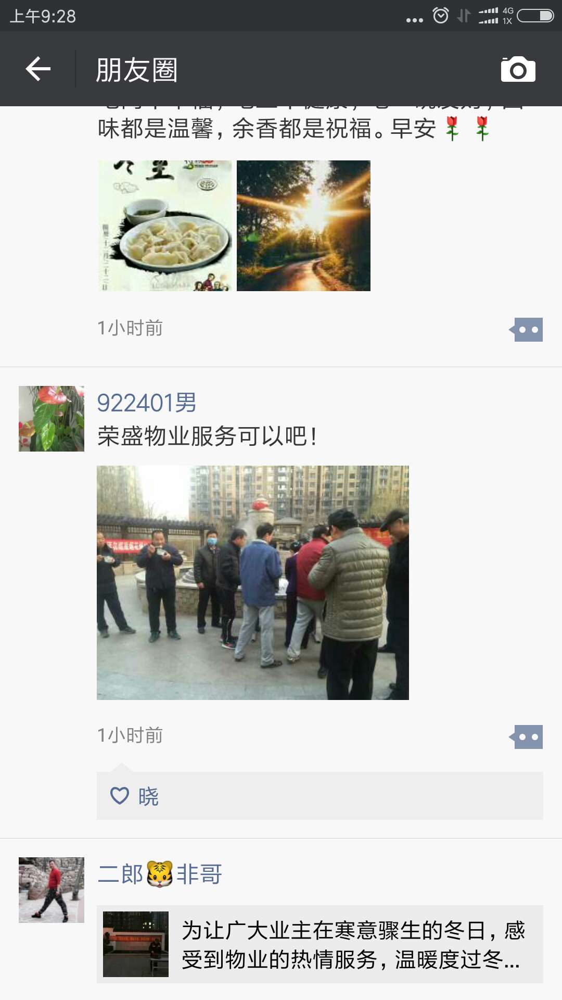 上午9:28
4G
1X
朋友圈
味都是温馨，余香都是祝福。早安
冬至
1小时前
922401男
荣盛物业服务可以吧！
1小时前
晓
二郎🐯非哥
为让广大业主在寒意骤生的冬日，感
受到物业的热情服务，温暖度过冬...